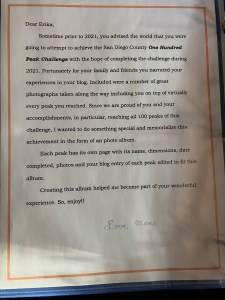 Dear Erika,
Sometime prior to 2021, you advised the world that you were
going to attempt to achieve the San Diego County One Hundred
Peak Challenge with the hope of completing the challenge during
2021. Fortunately for your family and friends you narrated your
experiences in your blog. Included were a number of great
photographs taken along the way including you on top of virtually
every peak you reached. Since we are proud of you and your
accomplishments, in particular, reaching all 100 peaks of this
challenge, I wanted to do something special and memorialize this
achievement in the form of an photo album.
Each peak has its own page with its name, dimensions, date
completed, photos and your blog entry of each peak edited to fit this
album.
Creating this album helped me become part of your wonderful
experience. So, enjoy!!
Love, Mom